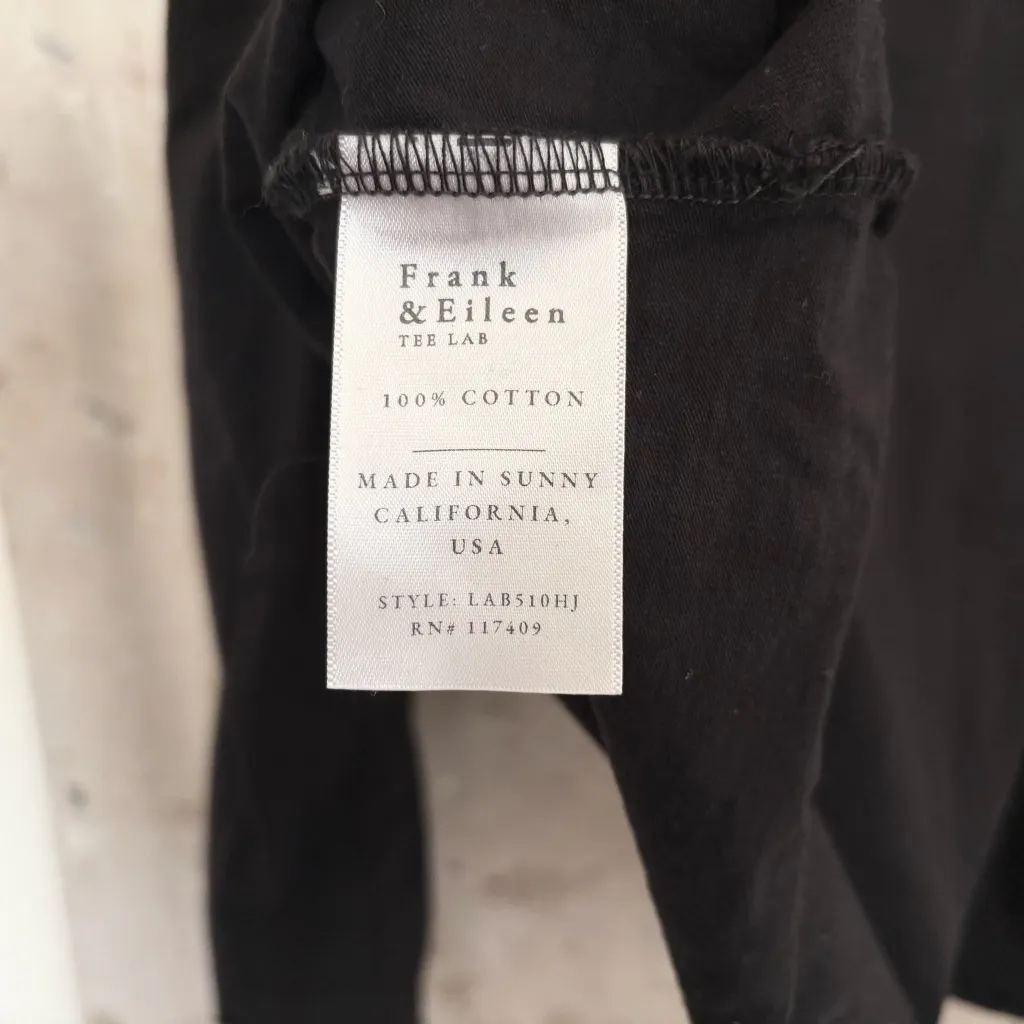 Frank
&Eileen
TEE LAB
100% COTTON
MADE IN SUNNY
CALIFORNIA,
USA
STYLE: LAB510HJ
RN# 117409